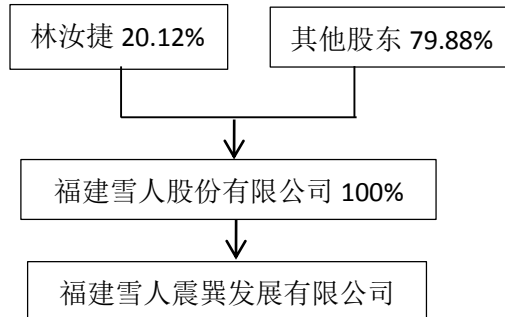 林汝捷 20.12%
其他股东 79.88%
福建雪人股份有限公司 100%
福建雪人震巽发展有限公司